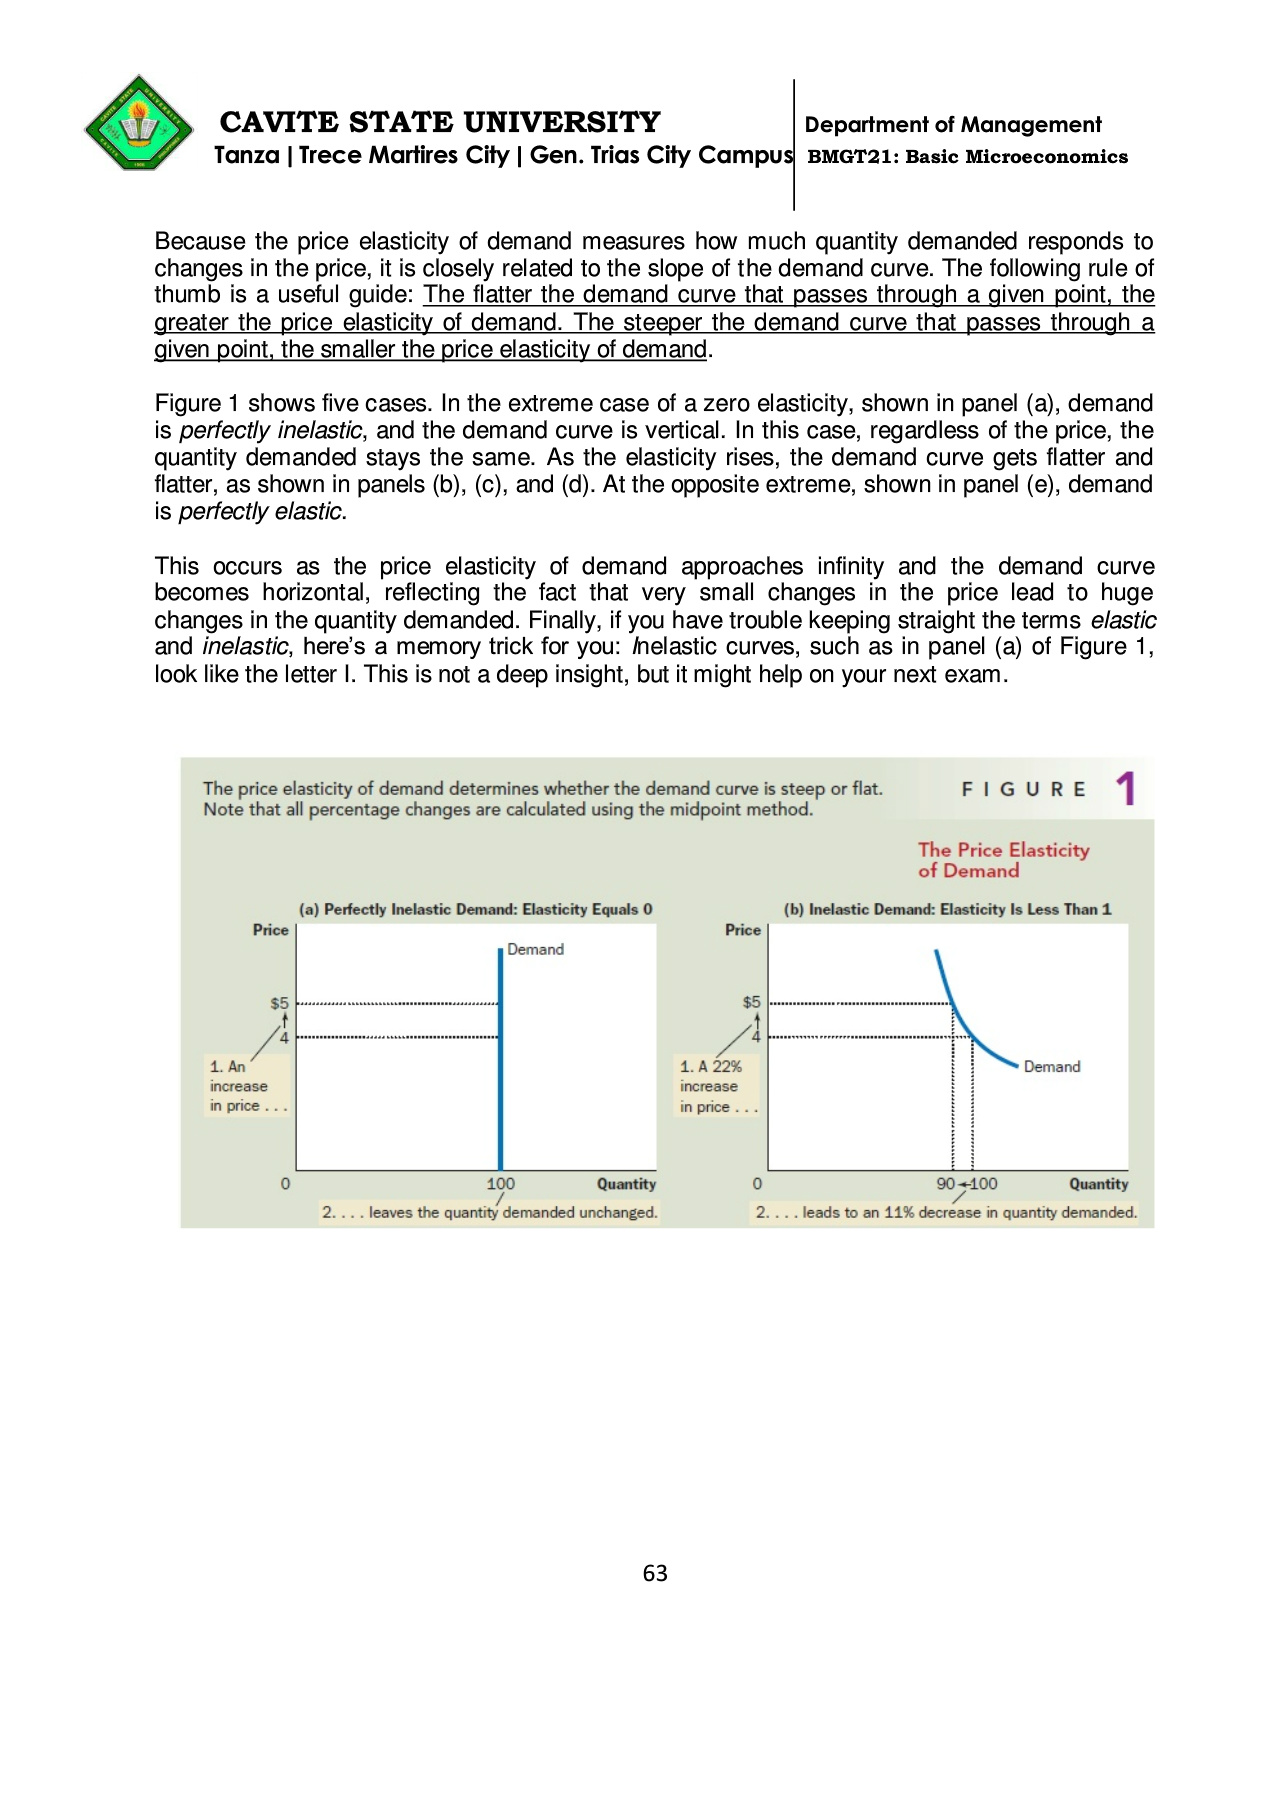 CAVITE STATE UNIVERSITY
Tanza | Trece Martires City | Gen. Trias City Campus
Department of Management
BMGT21: Basic Microeconomics
Because the price elasticity of demand measures how much quantity demanded responds to
changes in the price, it is closely related to the slope of the demand curve. The following rule of
thumb is a useful guide: The flatter the demand curve that passes through a given point, the
greater the price elasticity of demand. The steeper the demand curve that passes through a
given point, the smaller the price elasticity of demand.
Figure 1 shows five cases. In the extreme case of a zero elasticity, shown in panel (a), demand
is perfectly inelastic, and the demand curve is vertical. In this case, regardless of the price, the
quantity demanded stays the same. As the elasticity rises, the demand curve gets flatter and
flatter, as shown in panels (b), (c), and (d). At the opposite extreme, shown in panel (e), demand
is perfectly elastic.
This occurs as the price elasticity of demand approaches infinity and the demand curve
becomes horizontal, reflecting the fact that very small changes in the price lead to huge
changes in the quantity demanded. Finally, if you have trouble keeping straight the terms elastic
and inelastic, here's a memory trick for you: Inelastic curves, such as in panel (a) of Figure 1,
look like the letter I. This is not a deep insight, but it might help on your next exam.
The price elasticity of demand determines whether the demand curve is steep or flat.
Note that all percentage changes are calculated using the midpoint method.
FIGURE 1
The Price Elasticity
of Demand
(a) Perfectly Inelastic Demand: Elasticity Equals 0
Price
Demand
$5
4
1. An
increase
in price . . .
0
100
Quantity
2. . . . leaves the quantity demanded unchanged.
(b) Inelastic Demand: Elasticity Is Less Than 1
Price
$5
4
Demand
1. A 22%
increase
in price . . .
0
90
100
Quantity
2. . . . leads to an 11% decrease in quantity demanded.
63